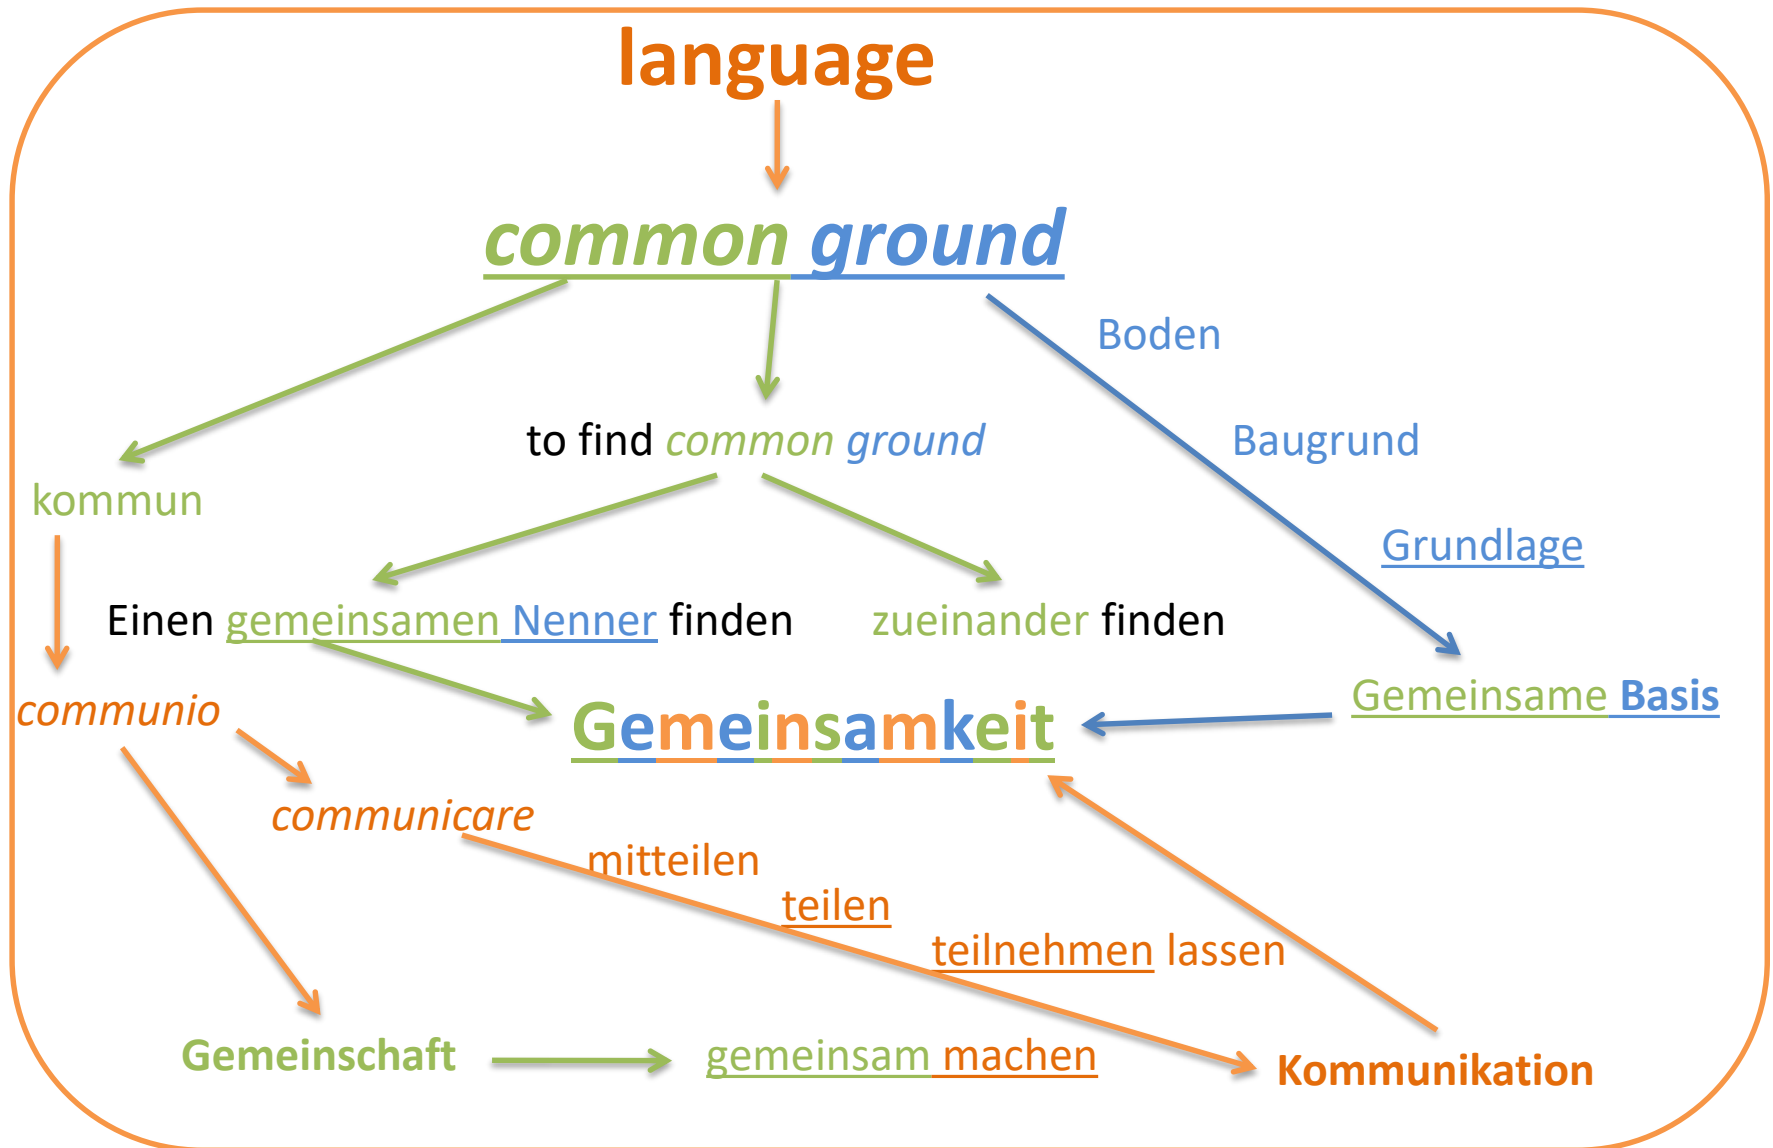 language
common ground
Boden
to find common ground
Baugrund
kommun
Grundlage
Einen gemeinsamen Nenner finden
zueinander finden
communio
Gemeinsamkeit
Gemeinsame Basis
communicare
mitteilen
teilen
teilnehmen lassen
Gemeinschaft
gemeinsam machen
Kommunikation